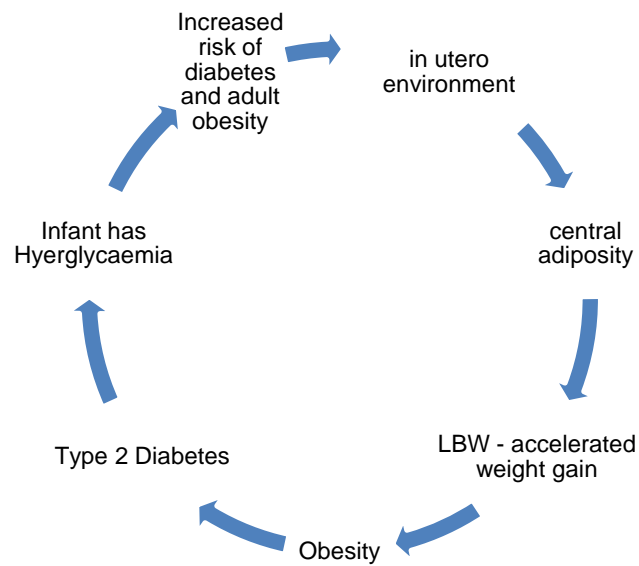 Increased
risk of
diabetes
and adult
obesity
in utero
environment
central
adiposity
LBW - accelerated
weight gain
Obesity
Type 2 Diabetes
Infant has
Hyerglycaemia